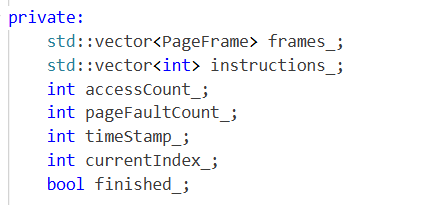 private:
std::vector<PageFrame> frames_;
std::vector<int> instructions_;
int accessCount_;
int pageFaultCount_;
int timeStamp_;
int currentIndex_;
bool finished_;